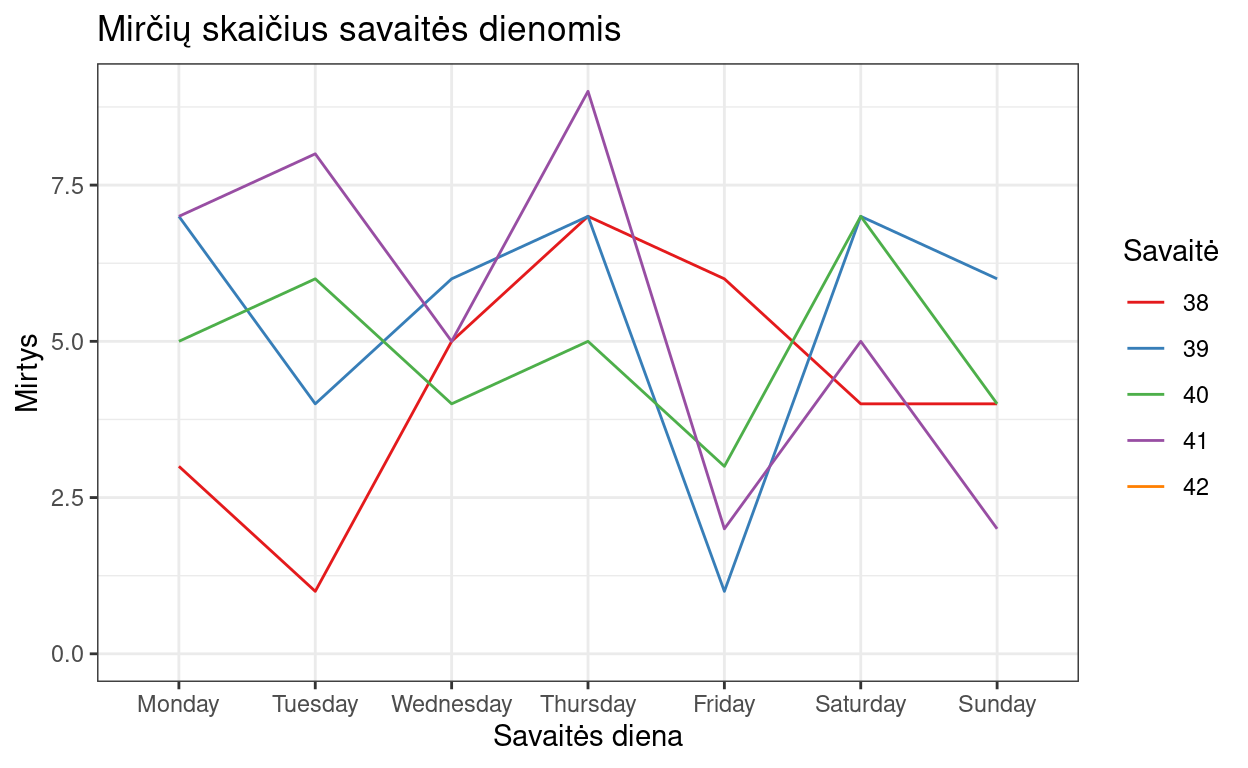 Mirčių skaičius savaitės dienomis
Mirtys
7.5
5.0
2.5
0.0
Monday Tuesday Wednesday Thursday Friday Saturday Sunday
Savaitės diena
Savaitė
38
39
40
41
42